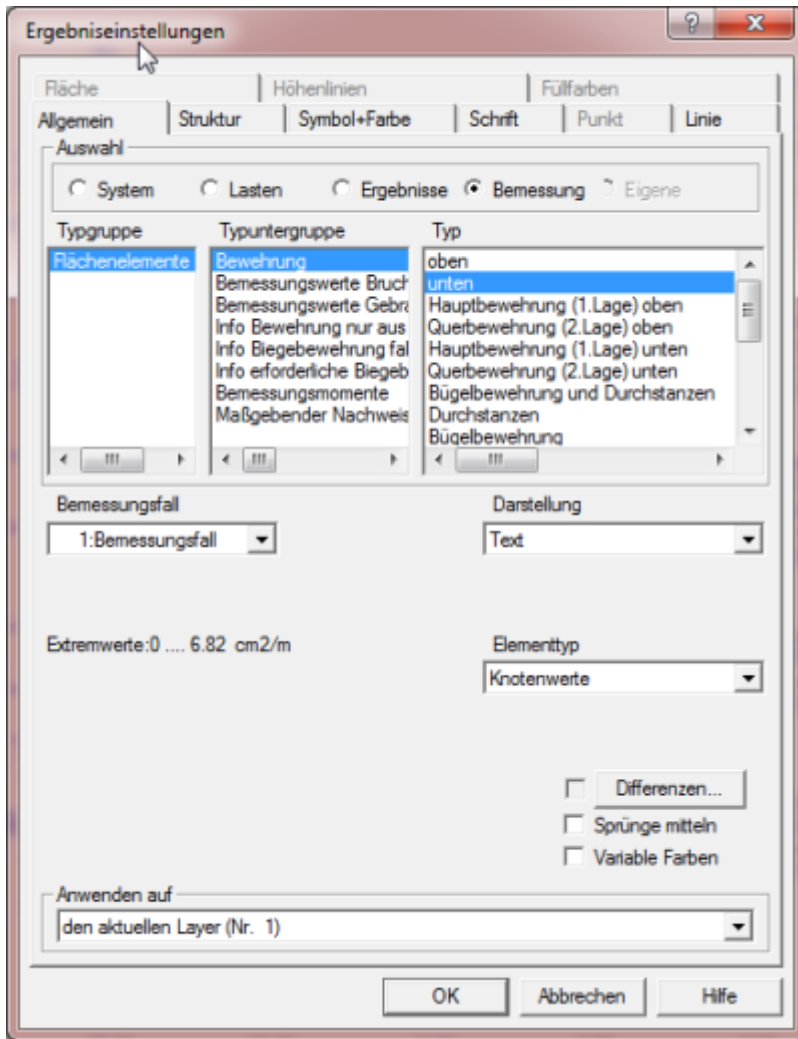 Ergebniseinstellungen
Fläche Höhenlinien Füllfarben
Allgemein Struktur Symbol+Farbe Schrift Punkt Linie
Auswahl
System Lasten Ergebnisse Bemessung Eigene
Typgruppe Typuntergruppe Typ
Flächenelemente
Bewehrung
Bemessungswerte Bruch
Bemessungswerte Gebra
Info Bewehrung nur aus
Info Biegebewehrung fal
Info erforderliche Biegeb
Bemessungsmomente
Maßgebender Nachweis
oben
unten
Hauptbewehrung (1.Lage) oben
Querbewehrung (2.Lage) oben
Hauptbewehrung (1.Lage) unten
Querbewehrung (2.Lage) unten
Bügelbewehrung und Durchstanzen
Durchstanzen
Bügelbewehrung
Bemessungsfall Darstellung
1:Bemessungsfall Text
Extremwerte:0 .... 6.82 cm2/m Elementtyp
Knotenwerte
Differenzen...
Sprünge mitteln
Variable Farben
Anwenden auf
den aktuellen Layer (Nr. 1)
OK Abbrechen Hilfe